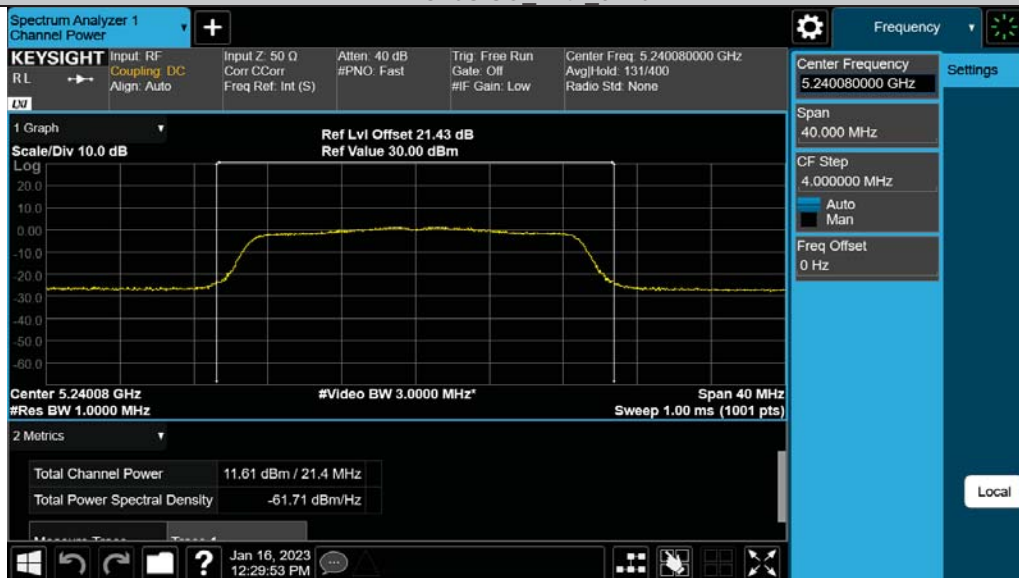 Spectrum Analyzer 1
Channel Power
+
Frequency
KEYSIGHT
RL
LXI
Input: RF
Coupling: DC
Align: Auto
Input Z: 50 Ω
Corr CCorr
Freq Ref: Int (S)
Atten: 40 dB
#PNO: Fast
Trig: Free Run
Gate: Off
#IF Gain: Low
Center Freq: 5.240080000 GHz
Avg|Hold: 131/400
Radio Std: None
Center Frequency
5.240080000 GHz
Settings
Span
40.000 MHz
CF Step
4.000000 MHz
Auto
Man
Freq Offset
0 Hz
Local
1 Graph
Scale/Div 10.0 dB
Ref Lvl Offset 21.43 dB
Ref Value 30.00 dBm
Log
20.0
10.0
0.00
-10.0
-20.0
-30.0
-40.0
-50.0
-60.0
Center 5.24008 GHz
#Res BW 1.0000 MHz
#Video BW 3.0000 MHz*
Span 40 MHz
Sweep 1.00 ms (1001 pts)
2 Metrics
Total Channel Power 11.61 dBm / 21.4 MHz
Total Power Spectral Density -61.71 dBm/Hz
?
Jan 16, 2023
12:29:53 PM